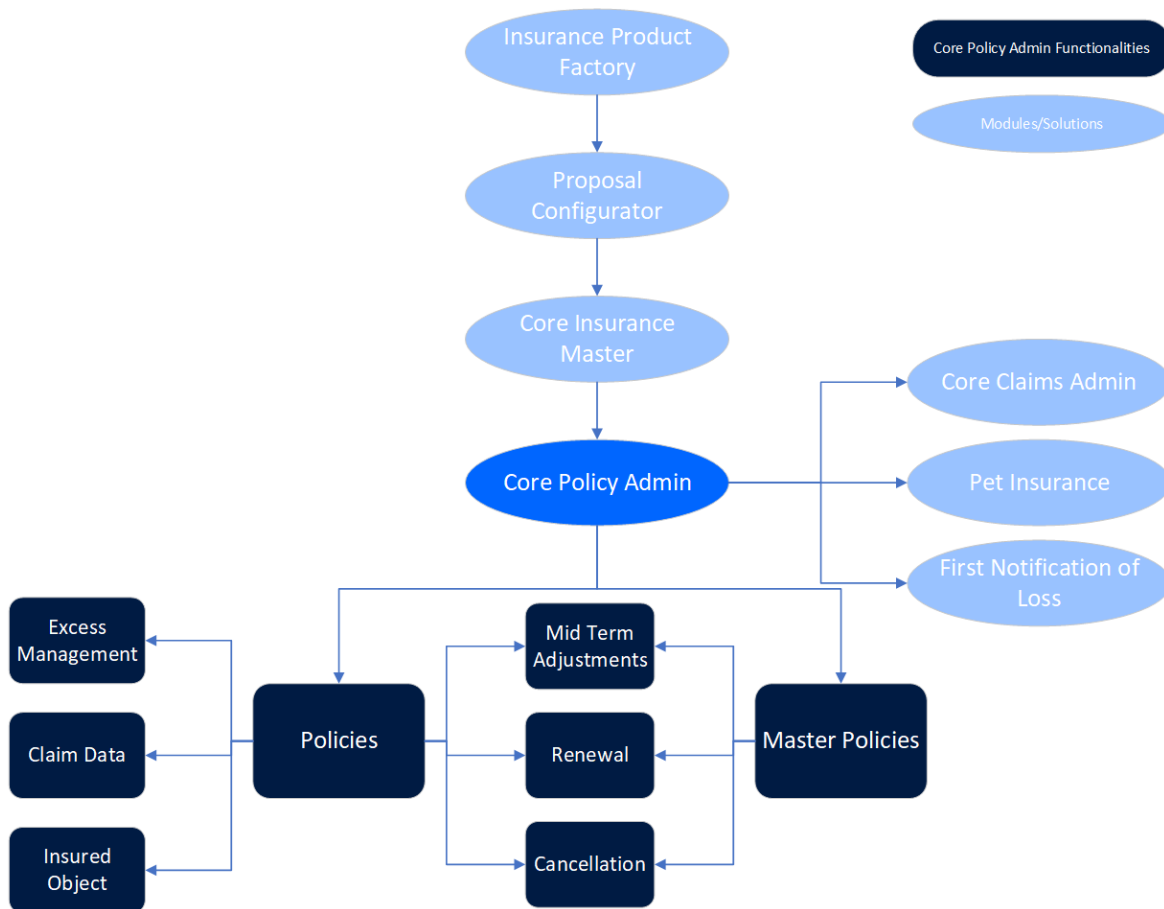 Insurance Product
Factory
Core Policy Admin Functionalities
Modules/Solutions
Proposal
Configurator
Core Insurance
Master
Core Claims Admin
Core Policy Admin
Pet Insurance
First Notification of
Loss
Excess
Management
Mid Term
Adjustments
Claim Data
Policies
Renewal
Master Policies
Insured
Object
Cancellation